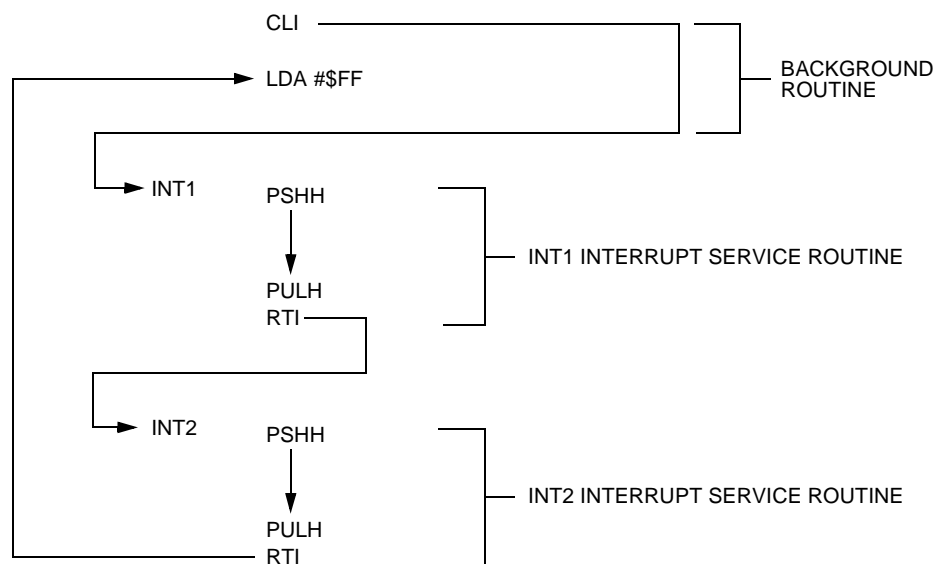 CLI
LDA #$FF
BACKGROUND
ROUTINE
INT1
PSHH
INT1 INTERRUPT SERVICE ROUTINE
PULH
RTI
INT2
PSHH
INT2 INTERRUPT SERVICE ROUTINE
PULH
RTI